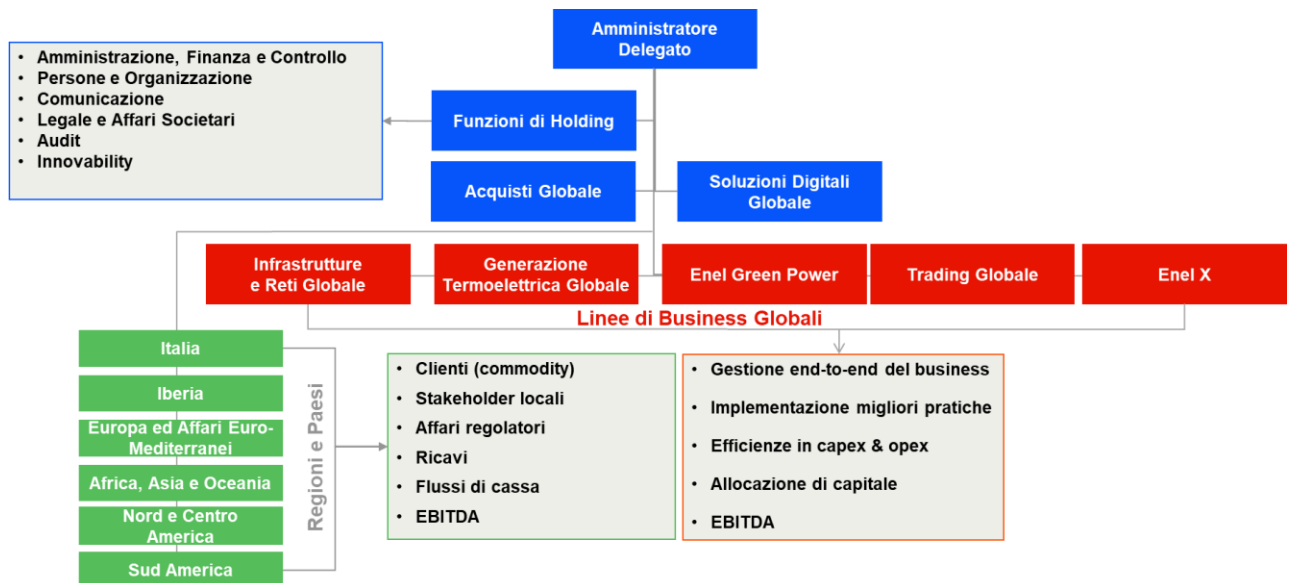 Amministratore
Delegato
• Amministrazione, Finanza e Controllo
• Persone e Organizzazione
• Comunicazione
• Legale e Affari Societari
• Audit
• Innovability
Funzioni di Holding
Acquisti Globale
Soluzioni Digitali
Globale
Infrastrutture
e Reti Globale
Generazione
Termoelettrica Globale
Enel Green Power
Trading Globale
Enel X
Linee di Business Globali
Italia
Iberia
Europa ed Affari Euro-
Mediterranei
Africa, Asia e Oceania
Nord e Centro
America
Sud America
Regioni e Paesi
• Clienti (commodity)
• Stakeholder locali
• Affari regolatori
• Ricavi
• Flussi di cassa
• EBITDA
• Gestione end-to-end del business
• Implementazione migliori pratiche
• Efficienze in capex & opex
• Allocazione di capitale
• EBITDA